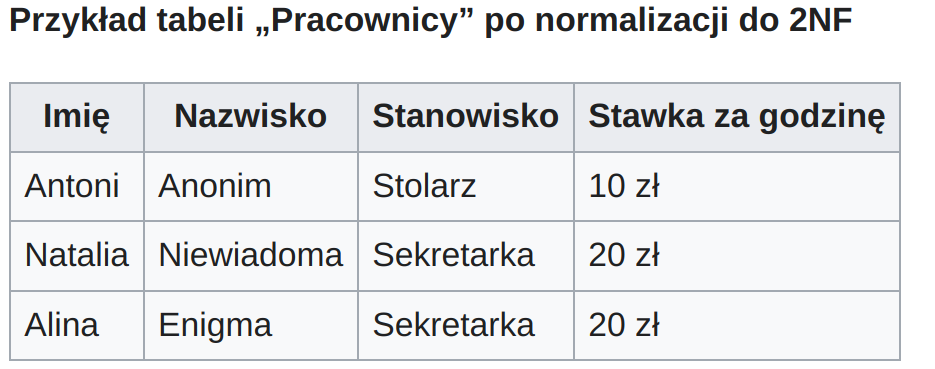 Przykład tabeli „Pracownicy” po normalizacji do 2NF
Imię Nazwisko Stanowisko Stawka za godzinę
Antoni Anonim Stolarz 10 zł
Natalia Niewiadoma Sekretarka 20 zł
Alina Enigma Sekretarka 20 zł